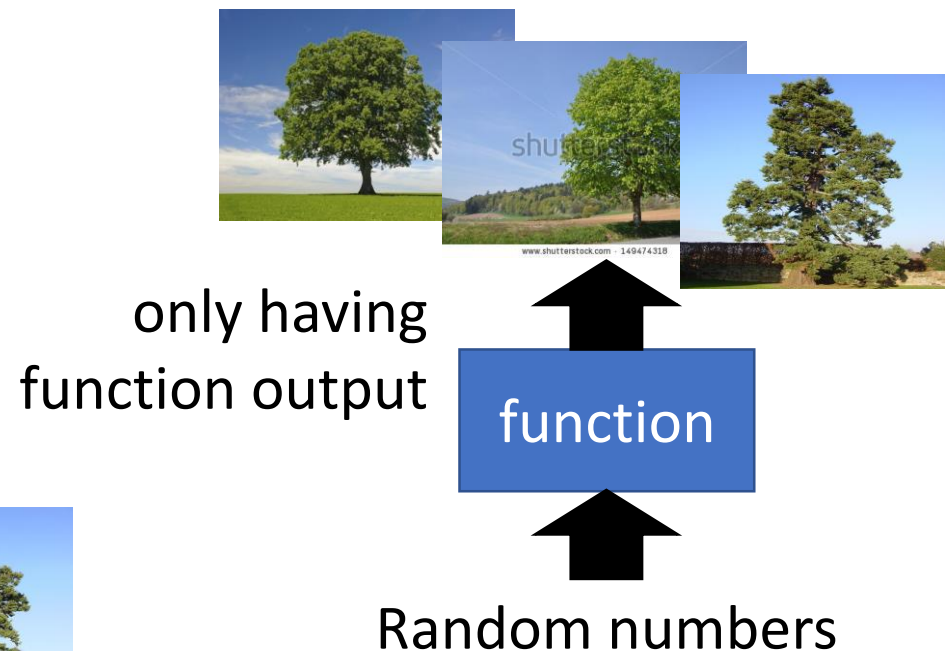 shutterstock
www.shutterstock.com · 149474318
only having
function output
function
Random numbers